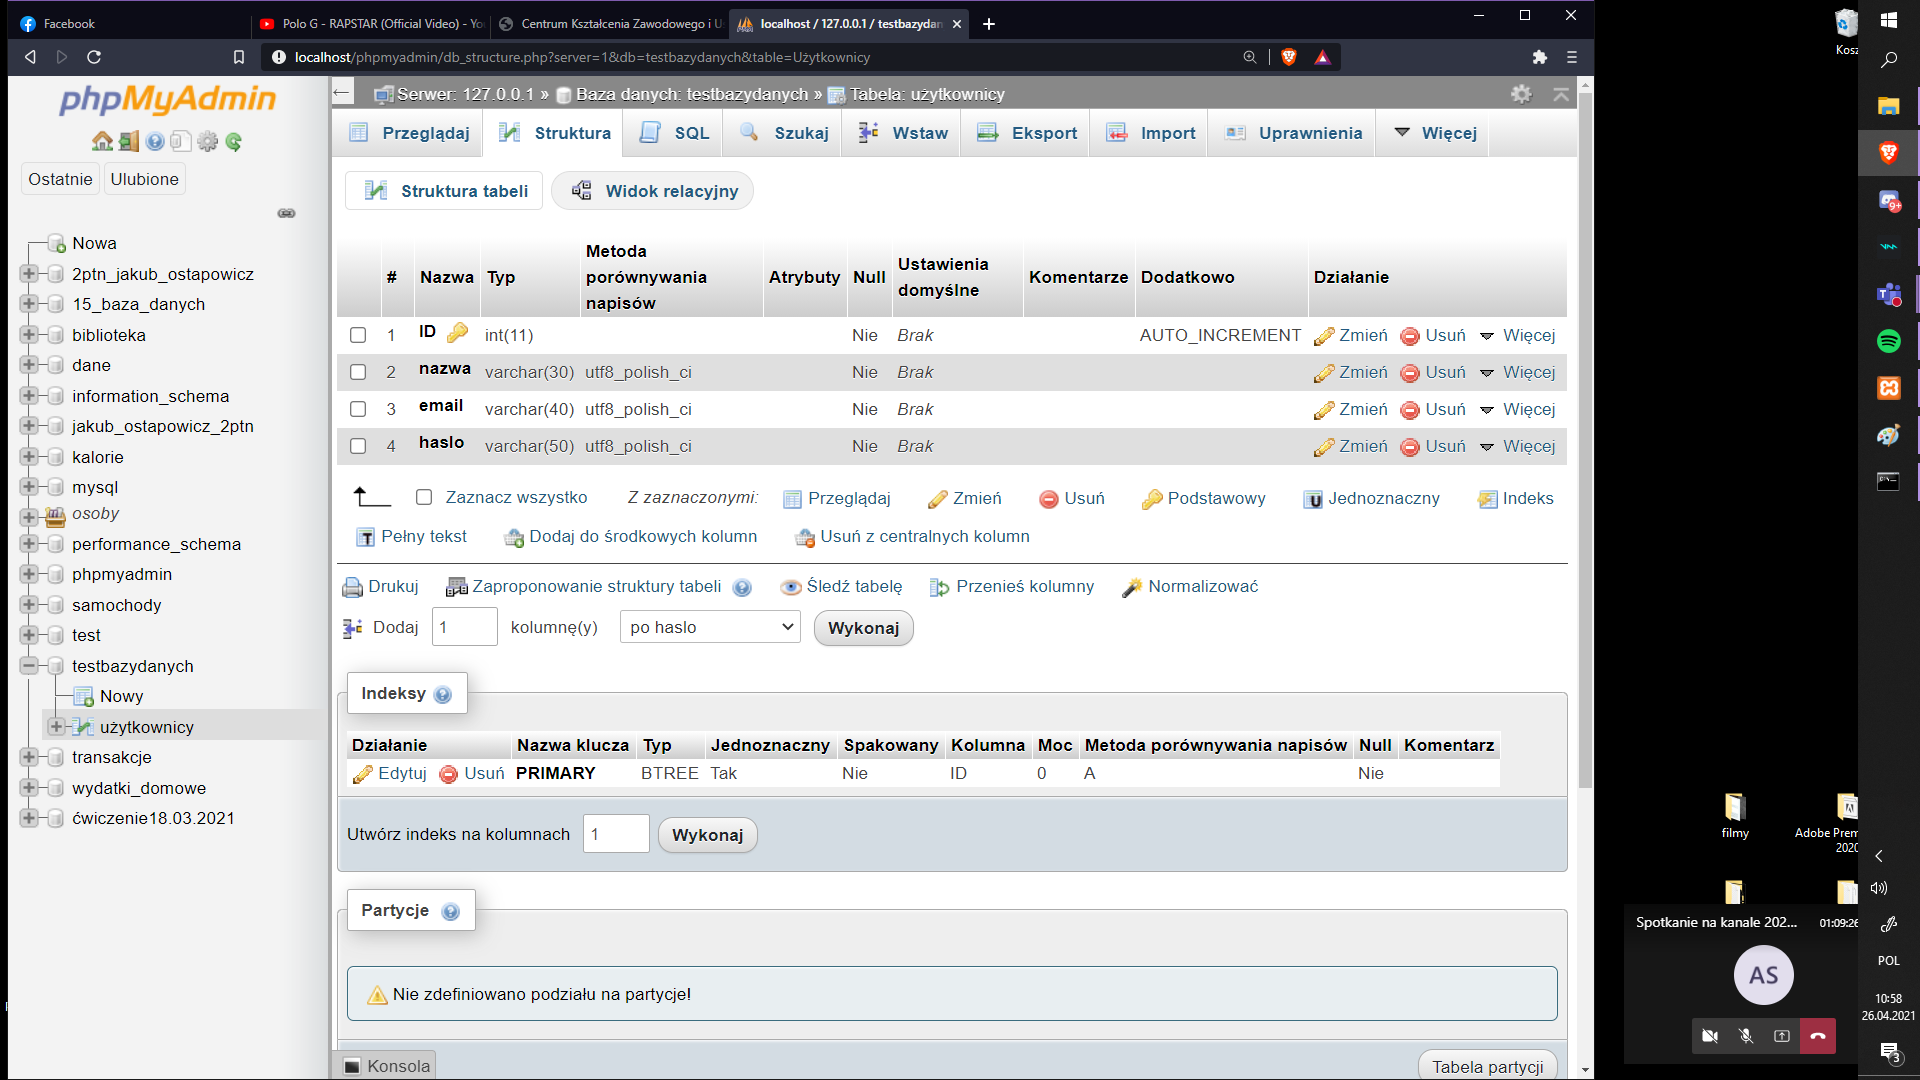 Facebook
Polo G - RAPSTAR (Official Video) - You
Centrum Kształcenia Zawodowego i U
localhost / 127.0.0.1 / testbazydan
localhost/phpmyadmin/db_structure.php?server=1&db=testbazydanych&table=Użytkownicy
phpMyAdmin
Ostatnie
Ulubione
Nowa
2ptn_jakub_ostapowicz
15_baza_danych
biblioteka
dane
information_schema
jakub_ostapowicz_2ptn
kalorie
mysql
osoby
performance_schema
phpmyadmin
samochody
test
testbazydanych
Nowy
użytkownicy
transakcje
wydatki_domowe
ćwiczenie18.03.2021
Serwer: 127.0.0.1 » Baza danych: testbazydanych » Tabela: użytkownicy
Przeglądaj Struktura SQL Szukaj Wstaw Eksport Import Uprawnienia Więcej
Struktura tabeli Widok relacyjny
# Nazwa Typ Metoda porównywania napisów Atrybuty Null Ustawienia domyślne Komentarze Dodatkowo Działanie
1 ID int(11) Nie Brak AUTO_INCREMENT Zmień Usuń Więcej
2 nazwa varchar(30) utf8_polish_ci Nie Brak Zmień Usuń Więcej
3 email varchar(40) utf8_polish_ci Nie Brak Zmień Usuń Więcej
4 haslo varchar(50) utf8_polish_ci Nie Brak Zmień Usuń Więcej
Zaznacz wszystko Z zaznaczonymi: Przeglądaj Zmień Usuń Podstawowy Jednoznaczny Indeks
Pełny tekst Dodaj do środkowych kolumn Usuń z centralnych kolumn
Drukuj Zaproponowanie struktury tabeli Śledź tabelę Przenieś kolumny Normalizować
Dodaj 1 kolumnę(y) po haslo Wykonaj
Indeksy
Działanie Nazwa klucza Typ Jednoznaczny Spakowany Kolumna Moc Metoda porównywania napisów Null Komentarz
Edytuj Usuń PRIMARY BTREE Tak Nie ID 0 A Nie
Utwórz indeks na kolumnach 1 Wykonaj
Partycje
Nie zdefiniowano podziału na partycje!
Konsola
Tabela partycji
Kosz
filmy
Adobe Prem
2020
Spotkanie na kanale 202... 01:09:26
AS
9+
POL
10:58
26.04.2021
3